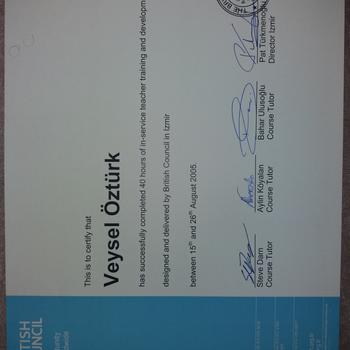 This is to certify that
Veysel Öztürk
has successfully completed 40 hours of in-service teacher training and developm
designed and delivered by British Council in Izmir
between 15th and 26th August 2005.
Steve Darn
Course Tutor
Aylin Köyalan
Course Tutor
Bahar Ulusoğlu
Course Tutor
Pat Türkmenoğlu
Director Izmir
TISH
UNCIL